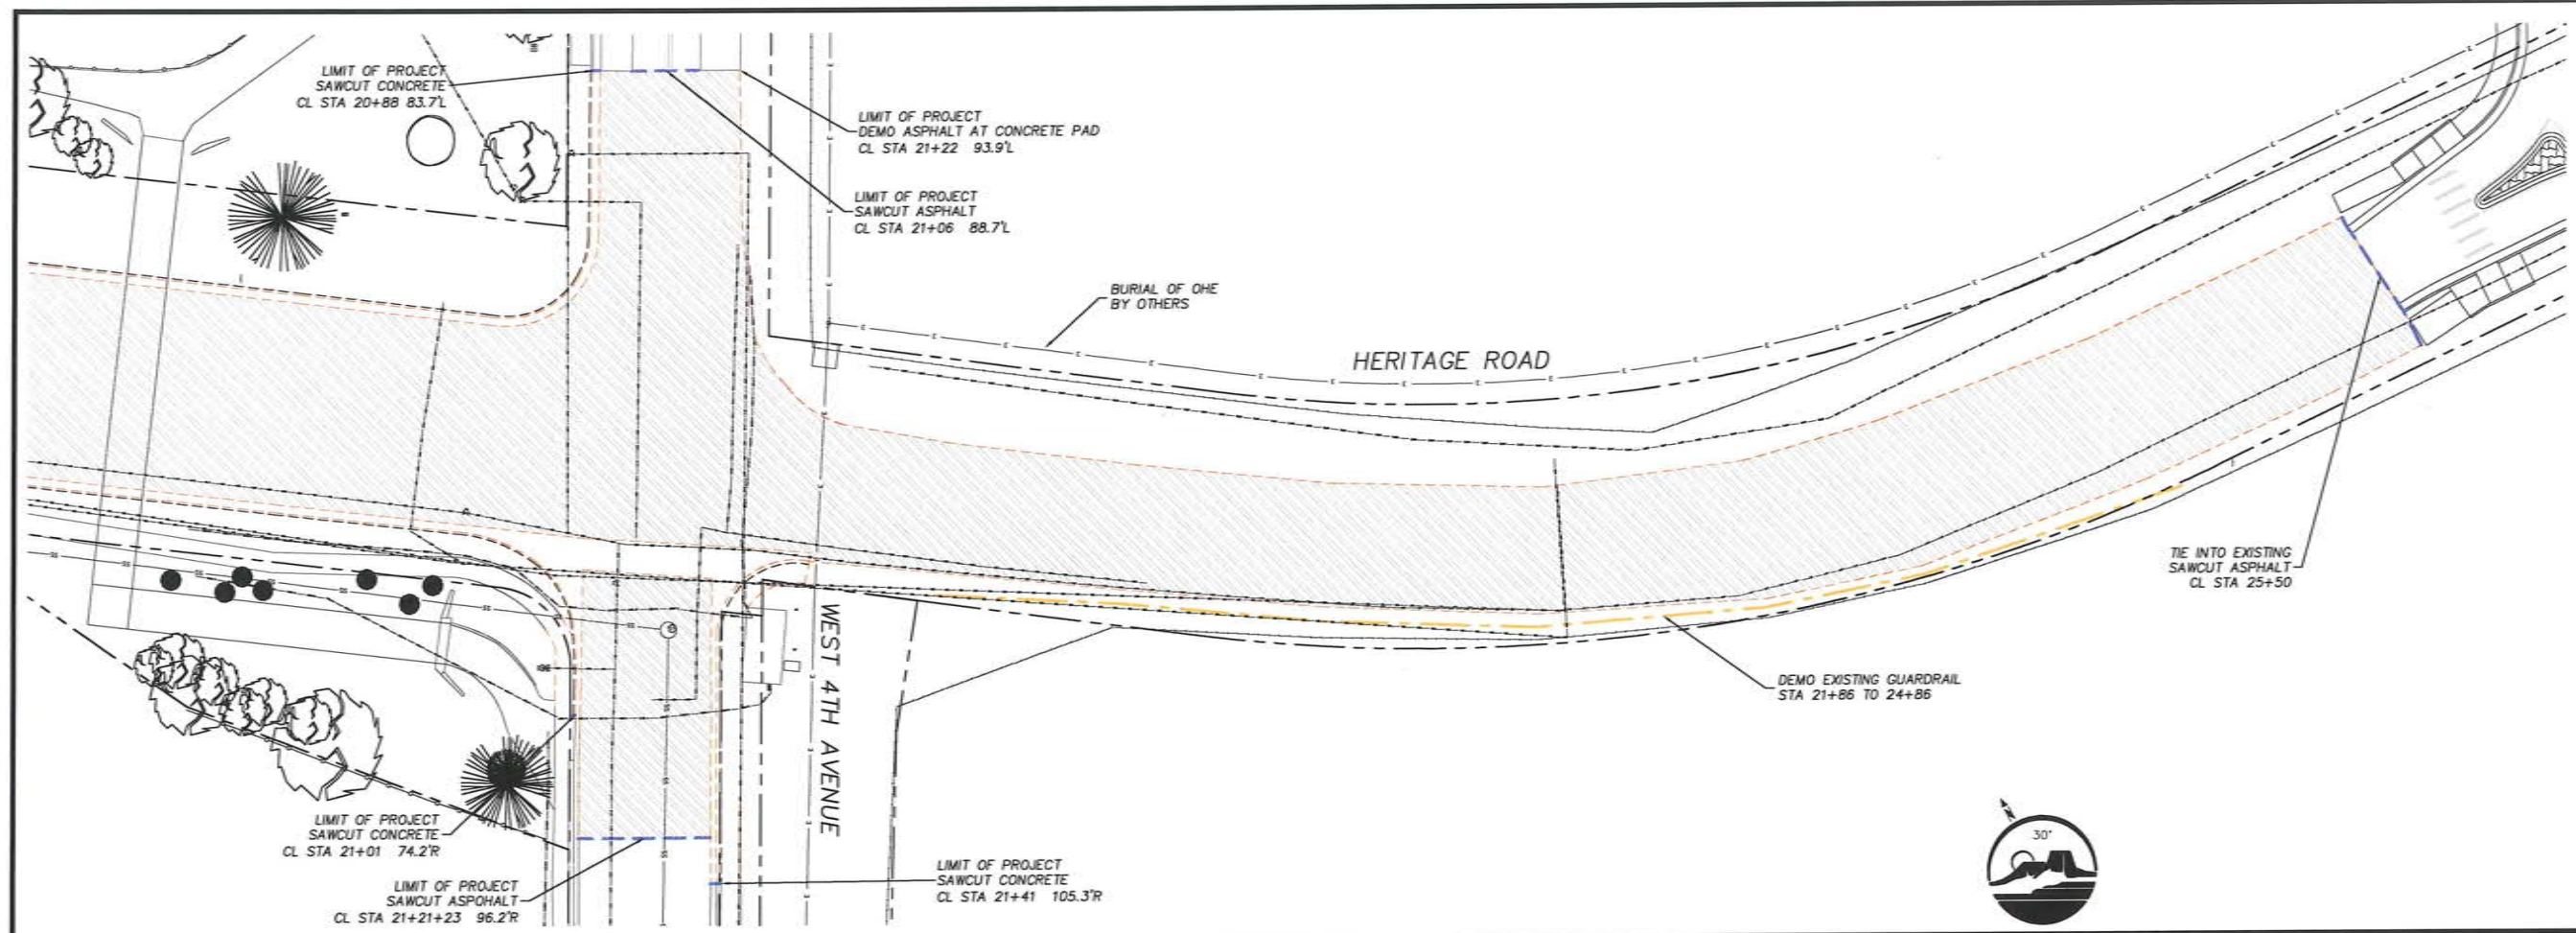 LIMIT OF PROJECT
SAWCUT CONCRETE
CL STA 20+88 83.7'L
LIMIT OF PROJECT
DEMO ASPHALT AT CONCRETE PAD
CL STA 21+22 93.9'L
LIMIT OF PROJECT
SAWCUT ASPHALT
CL STA 21+06 88.7'L
BURIAL OF OHE
BY OTHERS
HERITAGE ROAD
TIE INTO EXISTING
SAWCUT ASPHALT
CL STA 25+50
WEST 4TH AVENUE
DEMO EXISTING GUARDRAIL
STA 21+86 TO 24+86
LIMIT OF PROJECT
SAWCUT CONCRETE
CL STA 21+01 74.2'R
LIMIT OF PROJECT
SAWCUT ASPOHALT
CL STA 21+21+23 96.2'R
LIMIT OF PROJECT
SAWCUT CONCRETE
CL STA 21+41 105.3'R
N
30'